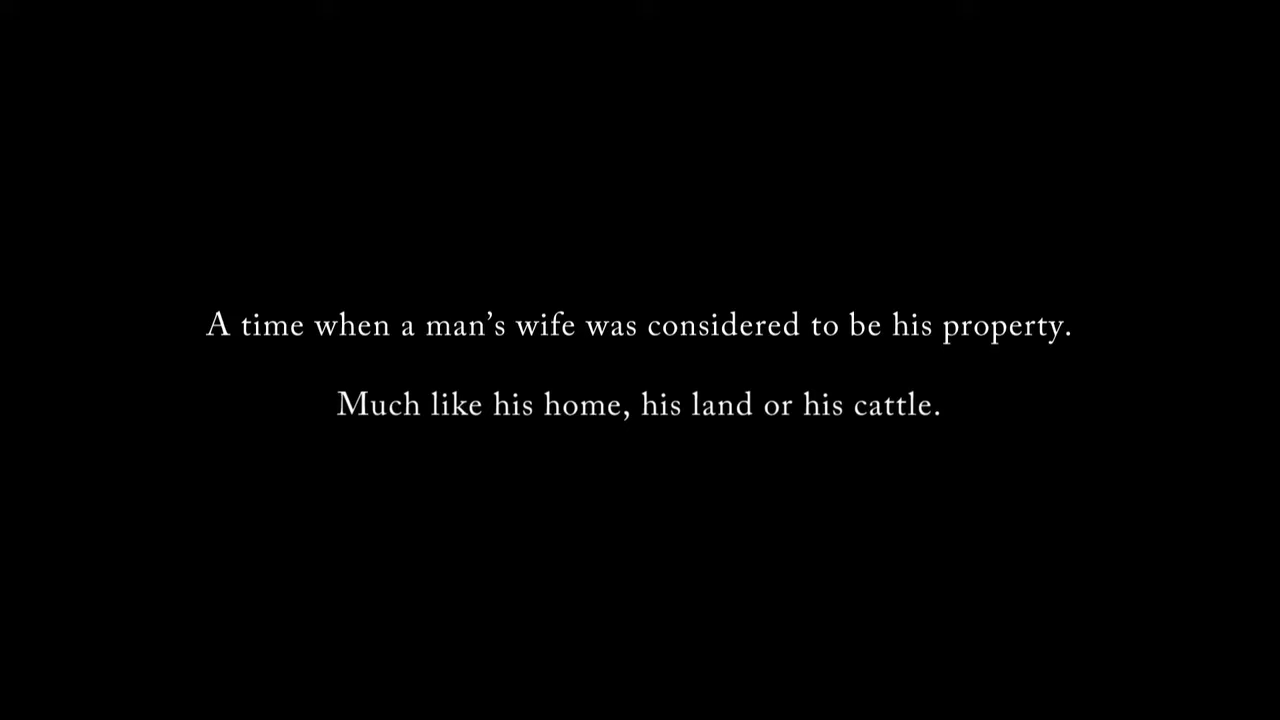 A time when a man’s wife was considered to be his property.
Much like his home, his land or his cattle.